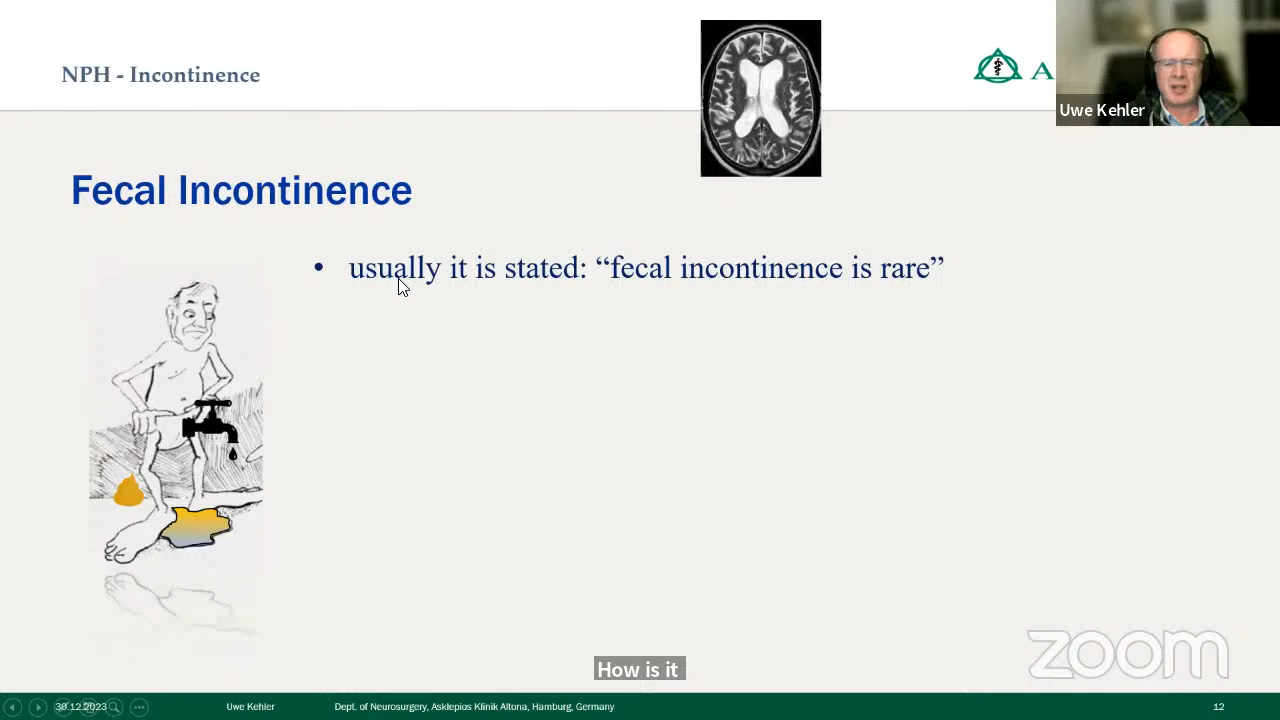 NPH - Incontinence
A
Uwe Kehler
Fecal Incontinence
• usually it is stated: “fecal incontinence is rare”
How is it
zoom
30.12.2023
Uwe Kehler
Dept. of Neurosurgery, Asklepios Klinik Altona, Hamburg, Germany
12